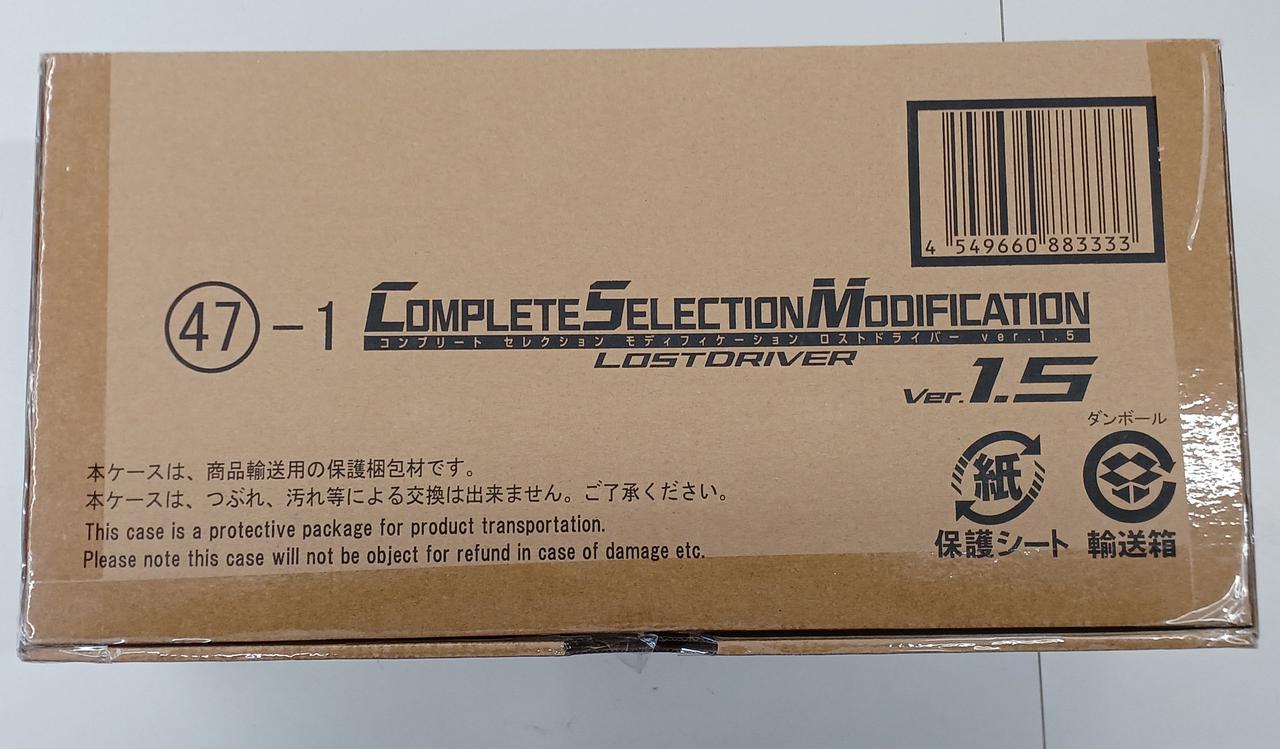 4 549660 883333
㊼-1 COMPLETE SELECTION MODIFICATION
コンプリート セレクション モディフィケーション ロストドライバー ver.1.5
LOSTDRIVER
Ver. 1.5
ダンボール
紙
保護シート 輸送箱
本ケースは、商品輸送用の保護梱包材です。
本ケースは、つぶれ、汚れ等による交換は出来ません。ご了承ください。
This case is a protective package for product transportation.
Please note this case will not be object for refund in case of damage etc.